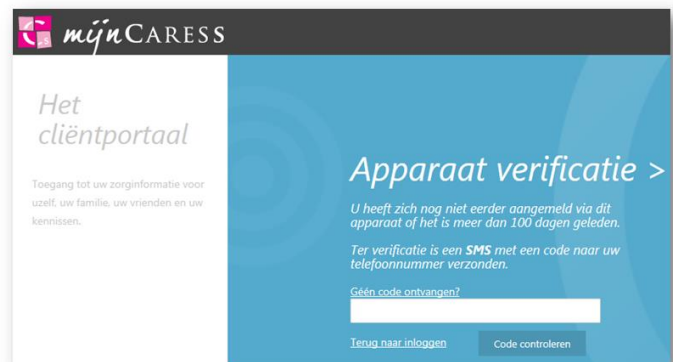 mijnCaress
Het
cliëntportaal
Toegang tot uw zorginformatie voor
uzelf, uw familie, uw vrienden en uw
kennissen.
Apparaat verificatie >
U heeft zich nog niet eerder aangemeld via dit
apparaat of het is meer dan 100 dagen geleden.
Ter verificatie is een SMS met een code naar uw
telefoonnummer verzonden.
Géén code ontvangen?
Terug naar inloggen Code controleren